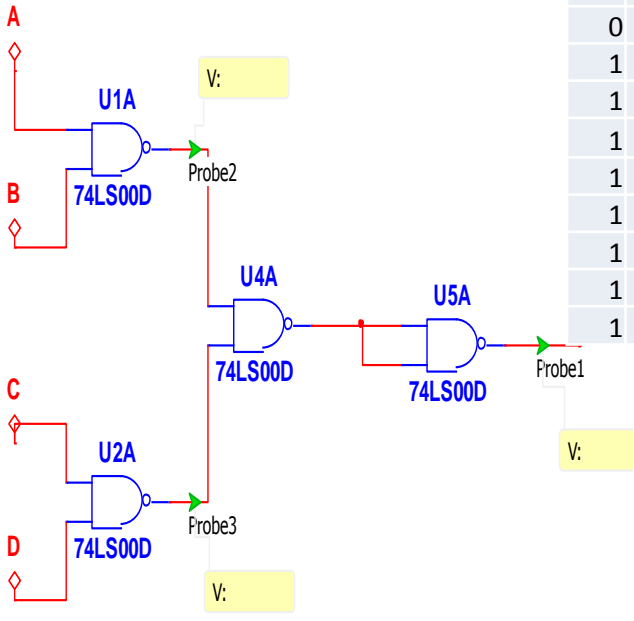 A
0
1
V:
1
U1A
1
Probe2
1
B
74LS00D
1
1
U4A
U5A
1
1
74LS00D
Probe1
C
74LS00D
U2A
V:
Probe3
D
74LS00D
V: